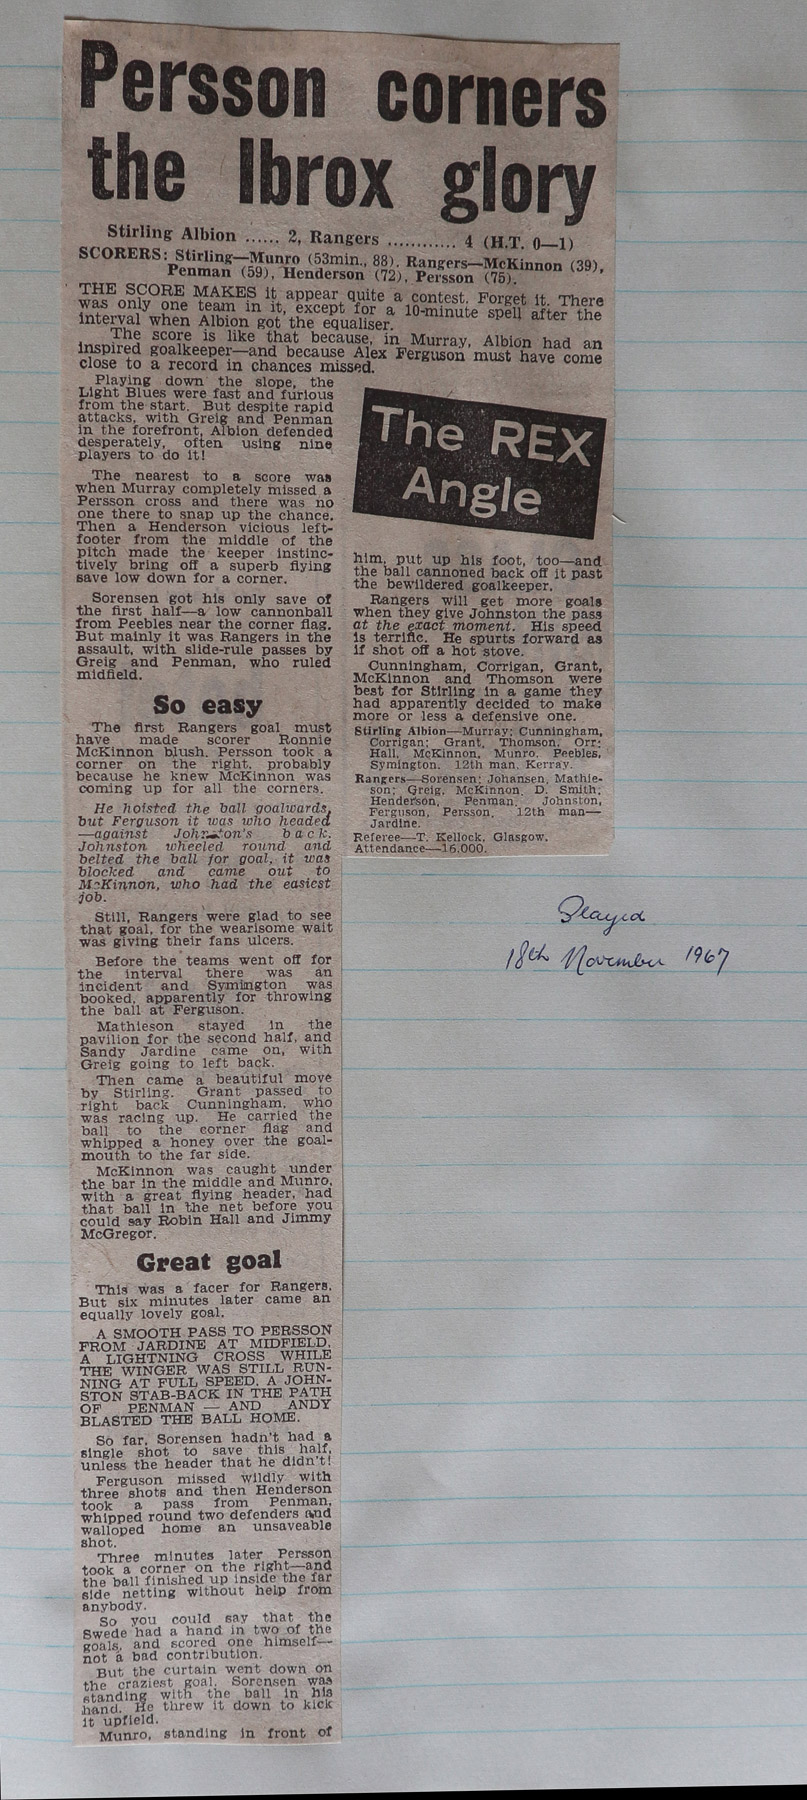 Persson corners
the Ibrox glory
Stirling Albion ...... 2, Rangers ............ 4 (H.T. 0—1)
SCORERS: Stirling—Munro (53min., 88). Rangers—McKinnon (39),
Penman (59), Henderson (72), Persson (75).
THE SCORE MAKES it appear quite a contest. Forget it. There
was only one team in it, except for a 10-minute spell after the
interval when Albion got the equaliser.
The score is like that because, in Murray, Albion had an
inspired goalkeeper—and because Alex Ferguson must have come
close to a record in chances missed.
Playing down the slope, the
Light Blues were fast and furious
from the start. But despite rapid
attacks, with Greig and Penman
in the forefront, Albion defended
desperately, often using nine
players to do it!
The nearest to a score was
when Murray completely missed a
Persson cross and there was no
one there to snap up the chance.
Then a Henderson vicious left-
footer from the middle of the
pitch made the keeper instinc-
tively bring off a superb flying
save low down for a corner.
Sorensen got his only save of
the first half—a low cannonball
from Peebles near the corner flag.
But mainly it was Rangers in the
assault, with slide-rule passes by
Greig and Penman, who ruled
midfield.
So easy
The first Rangers goal must
have made scorer Ronnie
McKinnon blush. Persson took a
corner on the right, probably
because he knew McKinnon was
coming up for all the corners.
He hoisted the ball goalwards,
but Ferguson it was who headed
—against Johnston's back.
Johnston wheeled round and
belted the ball for goal, it was
blocked and came out to
McKinnon, who had the easiest
job.
Still, Rangers were glad to see
that goal, for the wearisome wait
was giving their fans ulcers.
Before the teams went off for
the interval there was an
incident and Symington was
booked, apparently for throwing
the ball at Ferguson.
Mathieson stayed in the
pavilion for the second half, and
Sandy Jardine came on, with
Greig going to left back.
Then came a beautiful move
by Stirling. Grant passed to
right back Cunningham, who
was racing up. He carried the
ball to the corner flag and
whipped a honey over the goal-
mouth to the far side.
McKinnon was caught under
the bar in the middle and Munro,
with a great flying header, had
that ball in the net before you
could say Robin Hall and Jimmy
McGregor.
Great goal
This was a facer for Rangers.
But six minutes later came an
equally lovely goal.
A SMOOTH PASS TO PERSSON
FROM JARDINE AT MIDFIELD.
A LIGHTNING CROSS WHILE
THE WINGER WAS STILL RUN-
NING AT FULL SPEED. A JOHN-
STON STAB-BACK IN THE PATH
OF PENMAN — AND ANDY
BLASTED THE BALL HOME.
So far, Sorensen hadn't had a
single shot to save this half,
unless the header that he didn't!
Ferguson missed wildly with
three shots and then Henderson
took a pass from Penman,
whipped round two defenders and
walloped home an unsaveable
shot.
Three minutes later Persson
took a corner on the right—and
the ball finished up inside the far
side netting without help from
anybody.
So you could say that the
Swede had a hand in two of the
goals, and scored one himself—
not a bad contribution.
But the curtain went down on
the craziest goal. Sorensen was
standing with the ball in his
hand. He threw it down to kick
it upfield.
Munro, standing in front of
The REX
Angle
him, put up his foot, too—and
the ball cannoned back off it past
the bewildered goalkeeper.
Rangers will get more goals
when they give Johnston the pass
at the exact moment. His speed
is terrific. He spurts forward as
if shot off a hot stove.
Cunningham, Corrigan, Grant,
McKinnon and Thomson were
best for Stirling in a game they
had apparently decided to make
more or less a defensive one.
Stirling Albion—Murray; Cunningham,
Corrigan; Grant, Thomson, Orr;
Hall, McKinnon, Munro, Peebles,
Symington. 12th man, Kerray.
Rangers—Sorensen; Johansen, Mathie-
son; Greig, McKinnon, D. Smith;
Henderson, Penman, Johnston,
Ferguson, Persson. 12th man—
Jardine.
Referee—T. Kellock, Glasgow.
Attendance—16,000.
Played
18th November 1967